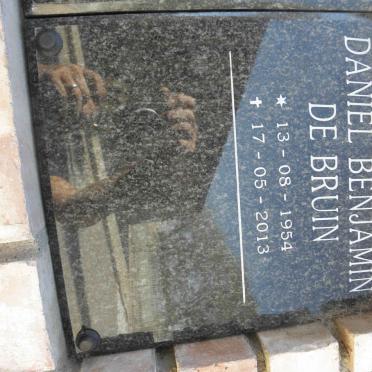 DANIEL BENJAMIN
DE BRUIN
★ 13 - 08 - 1954
✝ 17 - 05 - 2013